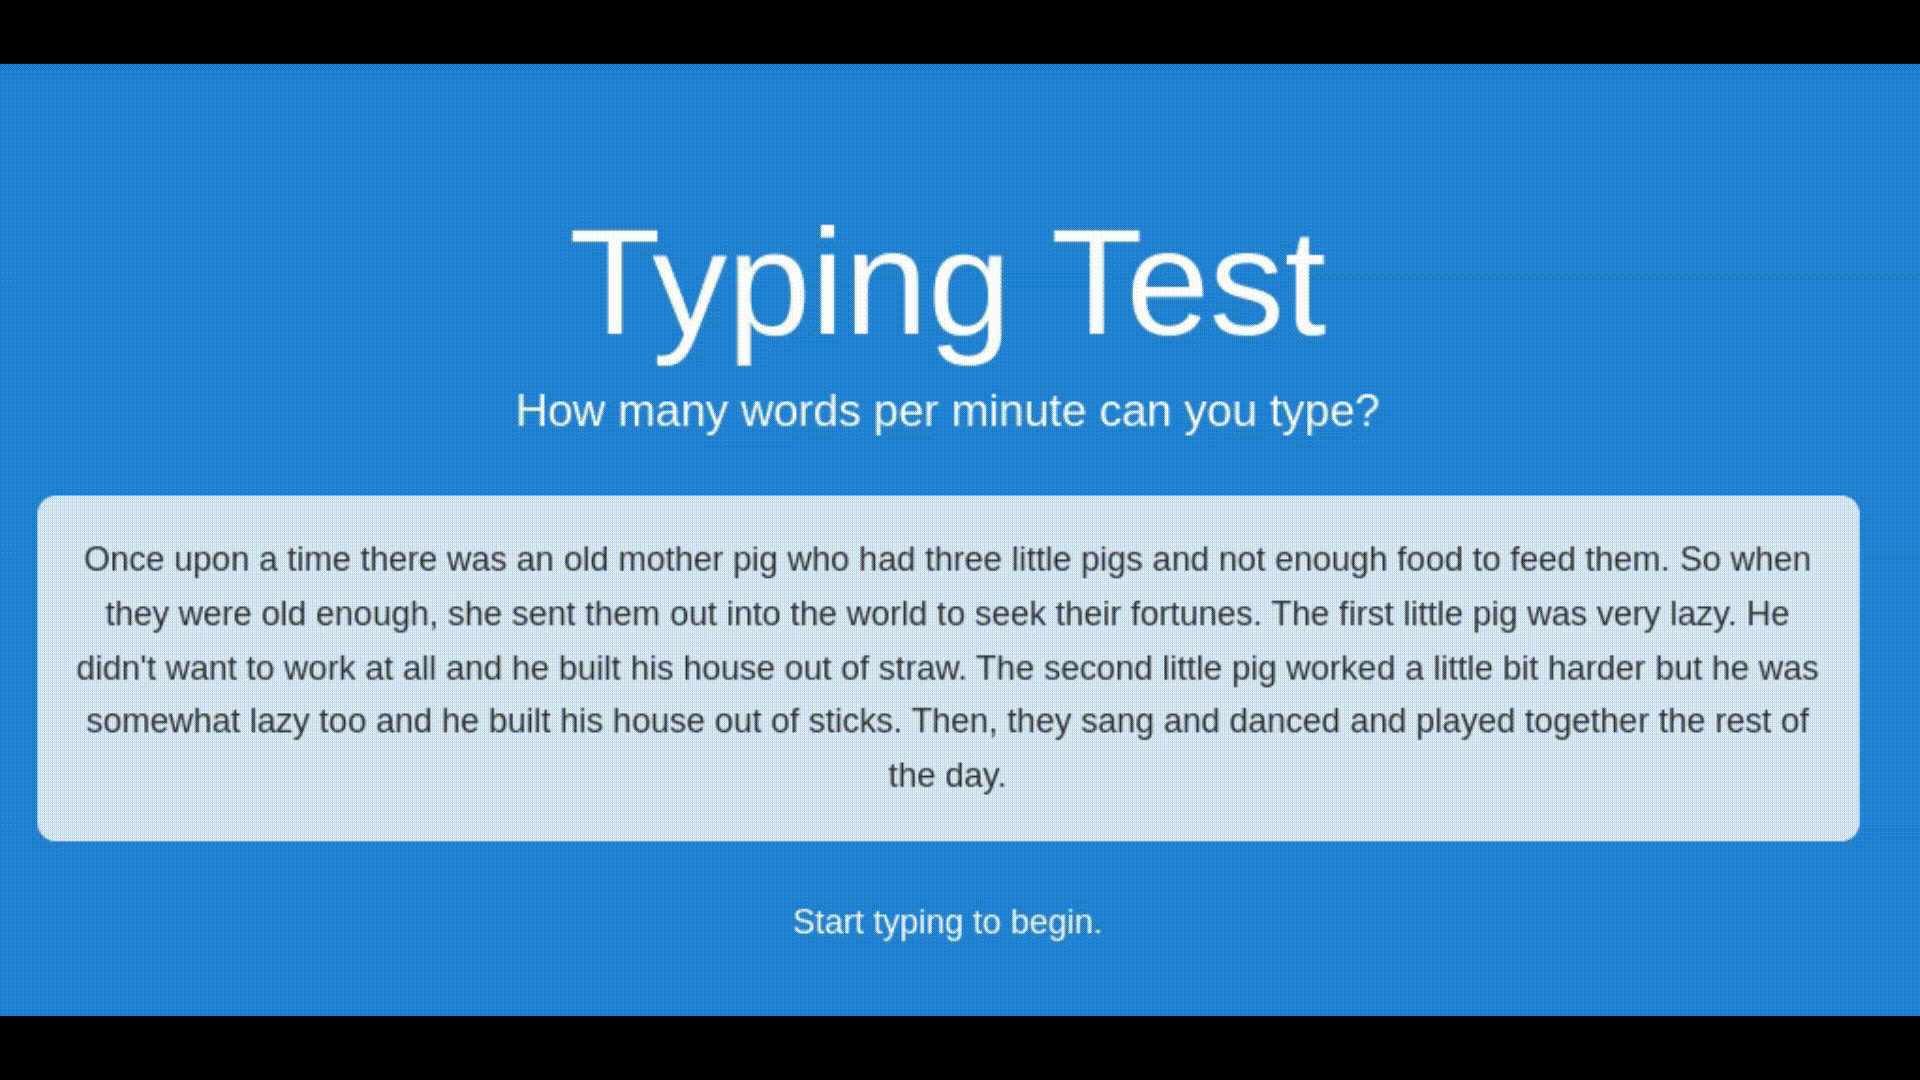 Typing Test
How many words per minute can you type?
Once upon a time there was an old mother pig who had three little pigs and not enough food to feed them. So when
they were old enough, she sent them out into the world to seek their fortunes. The first little pig was very lazy. He
didn't want to work at all and he built his house out of straw. The second little pig worked a little bit harder but he was
somewhat lazy too and he built his house out of sticks. Then, they sang and danced and played together the rest of
the day.
Start typing to begin.